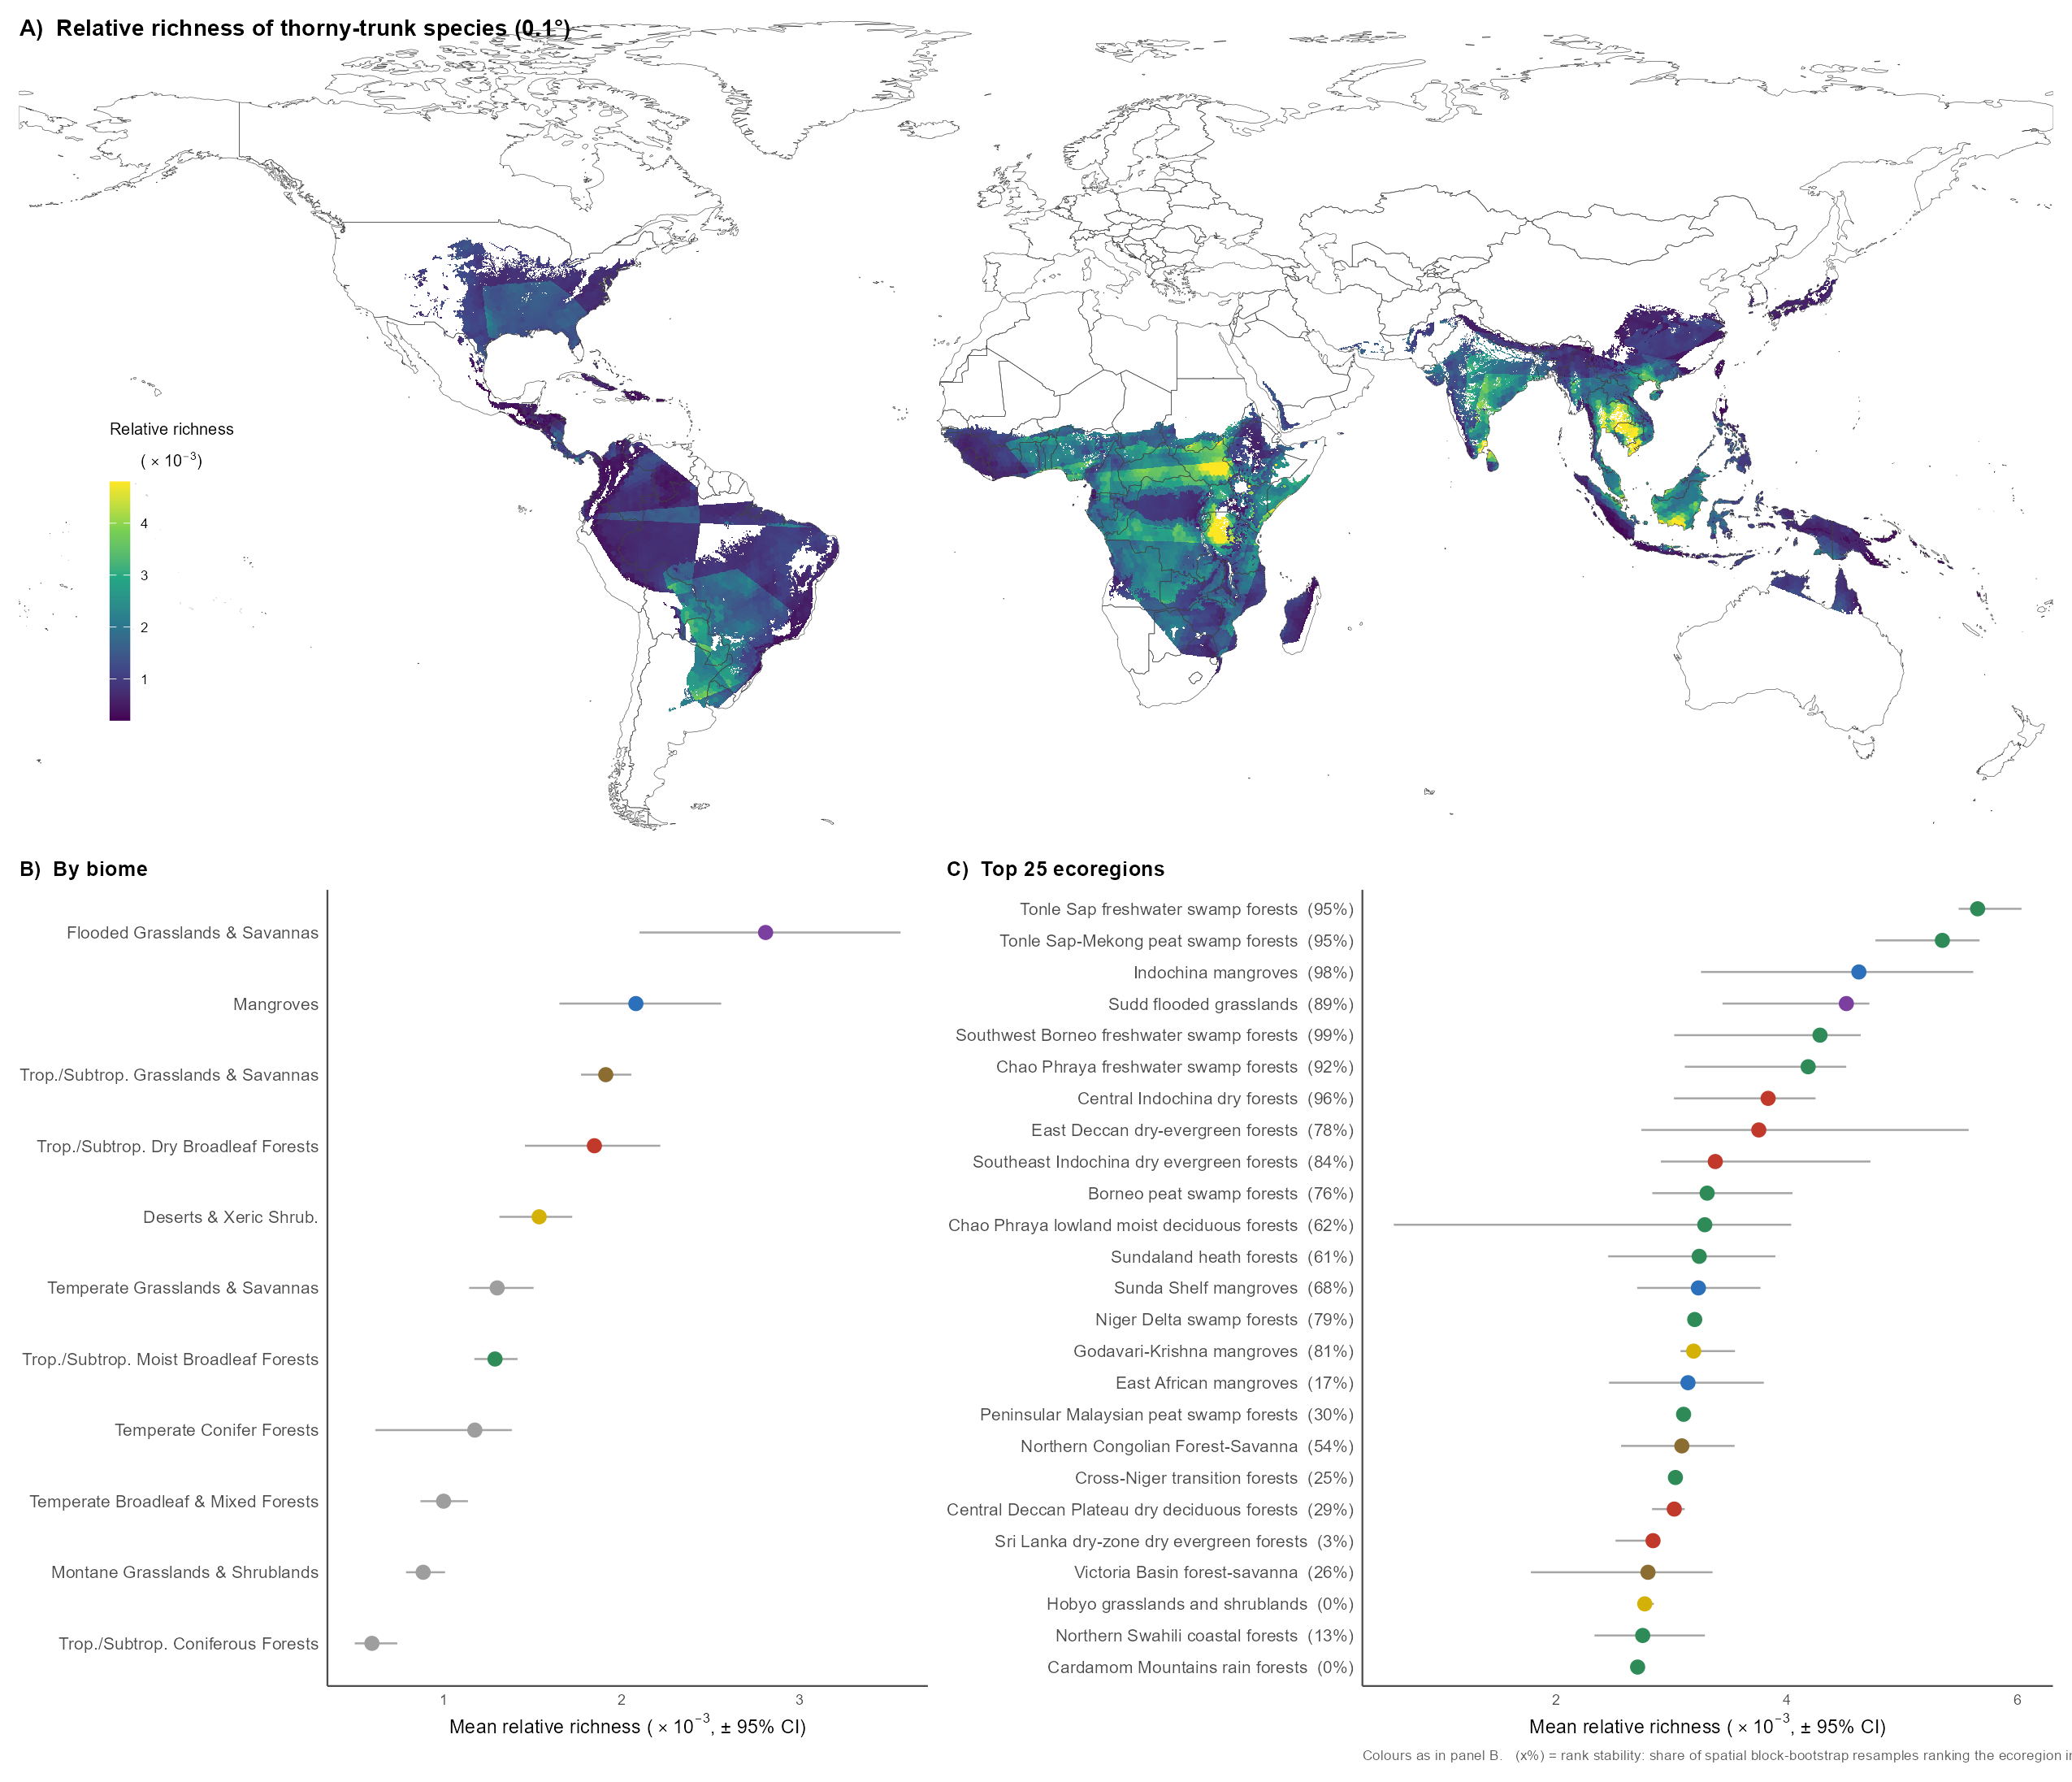 A)  Relative richness of thorny-trunk species (0.1°)
Relative richness
( × 10−3)
4
3
2
1
B)  By biome
Flooded Grasslands & Savannas
Mangroves
Trop./Subtrop. Grasslands & Savannas
Trop./Subtrop. Dry Broadleaf Forests
Deserts & Xeric Shrub.
Temperate Grasslands & Savannas
Trop./Subtrop. Moist Broadleaf Forests
Temperate Conifer Forests
Temperate Broadleaf & Mixed Forests
Montane Grasslands & Shrublands
Trop./Subtrop. Coniferous Forests
1 2 3
Mean relative richness ( × 10−3, ± 95% CI)
C)  Top 25 ecoregions
Tonle Sap freshwater swamp forests (95%)
Tonle Sap-Mekong peat swamp forests (95%)
Indochina mangroves (98%)
Sudd flooded grasslands (89%)
Southwest Borneo freshwater swamp forests (99%)
Chao Phraya freshwater swamp forests (92%)
Central Indochina dry forests (96%)
East Deccan dry-evergreen forests (78%)
Southeast Indochina dry evergreen forests (84%)
Borneo peat swamp forests (76%)
Chao Phraya lowland moist deciduous forests (62%)
Sundaland heath forests (61%)
Sunda Shelf mangroves (68%)
Niger Delta swamp forests (79%)
Godavari-Krishna mangroves (81%)
East African mangroves (17%)
Peninsular Malaysian peat swamp forests (30%)
Northern Congolian Forest-Savanna (54%)
Cross-Niger transition forests (25%)
Central Deccan Plateau dry deciduous forests (29%)
Sri Lanka dry-zone dry evergreen forests (3%)
Victoria Basin forest-savanna (26%)
Hobyo grasslands and shrublands (0%)
Northern Swahili coastal forests (13%)
Cardamom Mountains rain forests (0%)
2 4 6
Mean relative richness ( × 10−3, ± 95% CI)
Colours as in panel B. (x%) = rank stability: share of spatial block-bootstrap resamples ranking the ecoregion